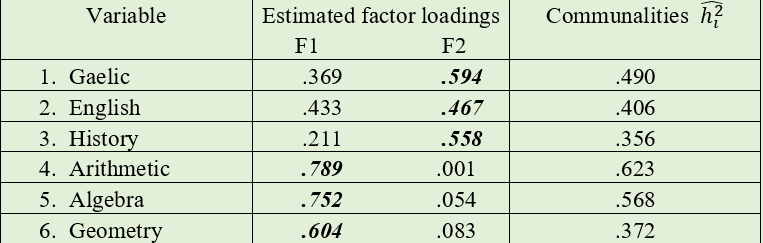 Variable Estimated factor loadings Communalities \widehat{h_i^2}
F1 F2
1. Gaelic .369 .594 .490
2. English .433 .467 .406
3. History .211 .558 .356
4. Arithmetic .789 .001 .623
5. Algebra .752 .054 .568
6. Geometry .604 .083 .372